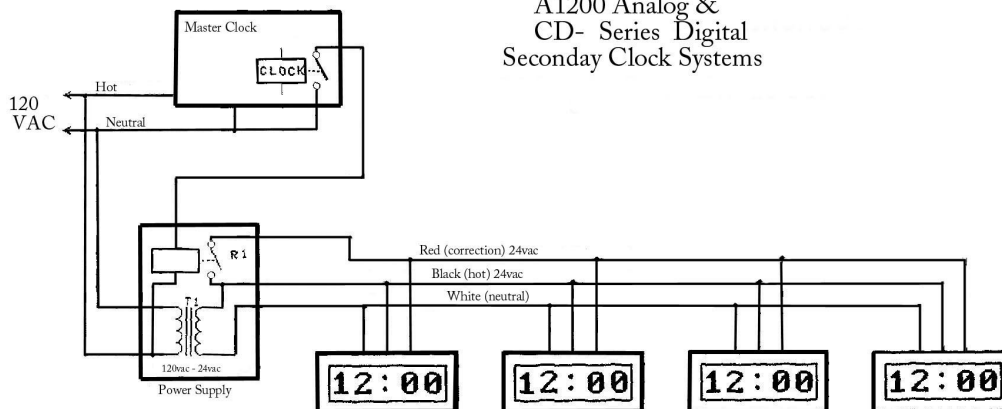 A1200 Analog &
CD- Series Digital
Seconday Clock Systems
Master Clock
CLOCK
Hot
120
VAC
Neutral
R1
Red (correction) 24vac
Black (hot) 24vac
White (neutral)
T1
120vac - 24vac
Power Supply
12:00
12:00
12:00
12:00